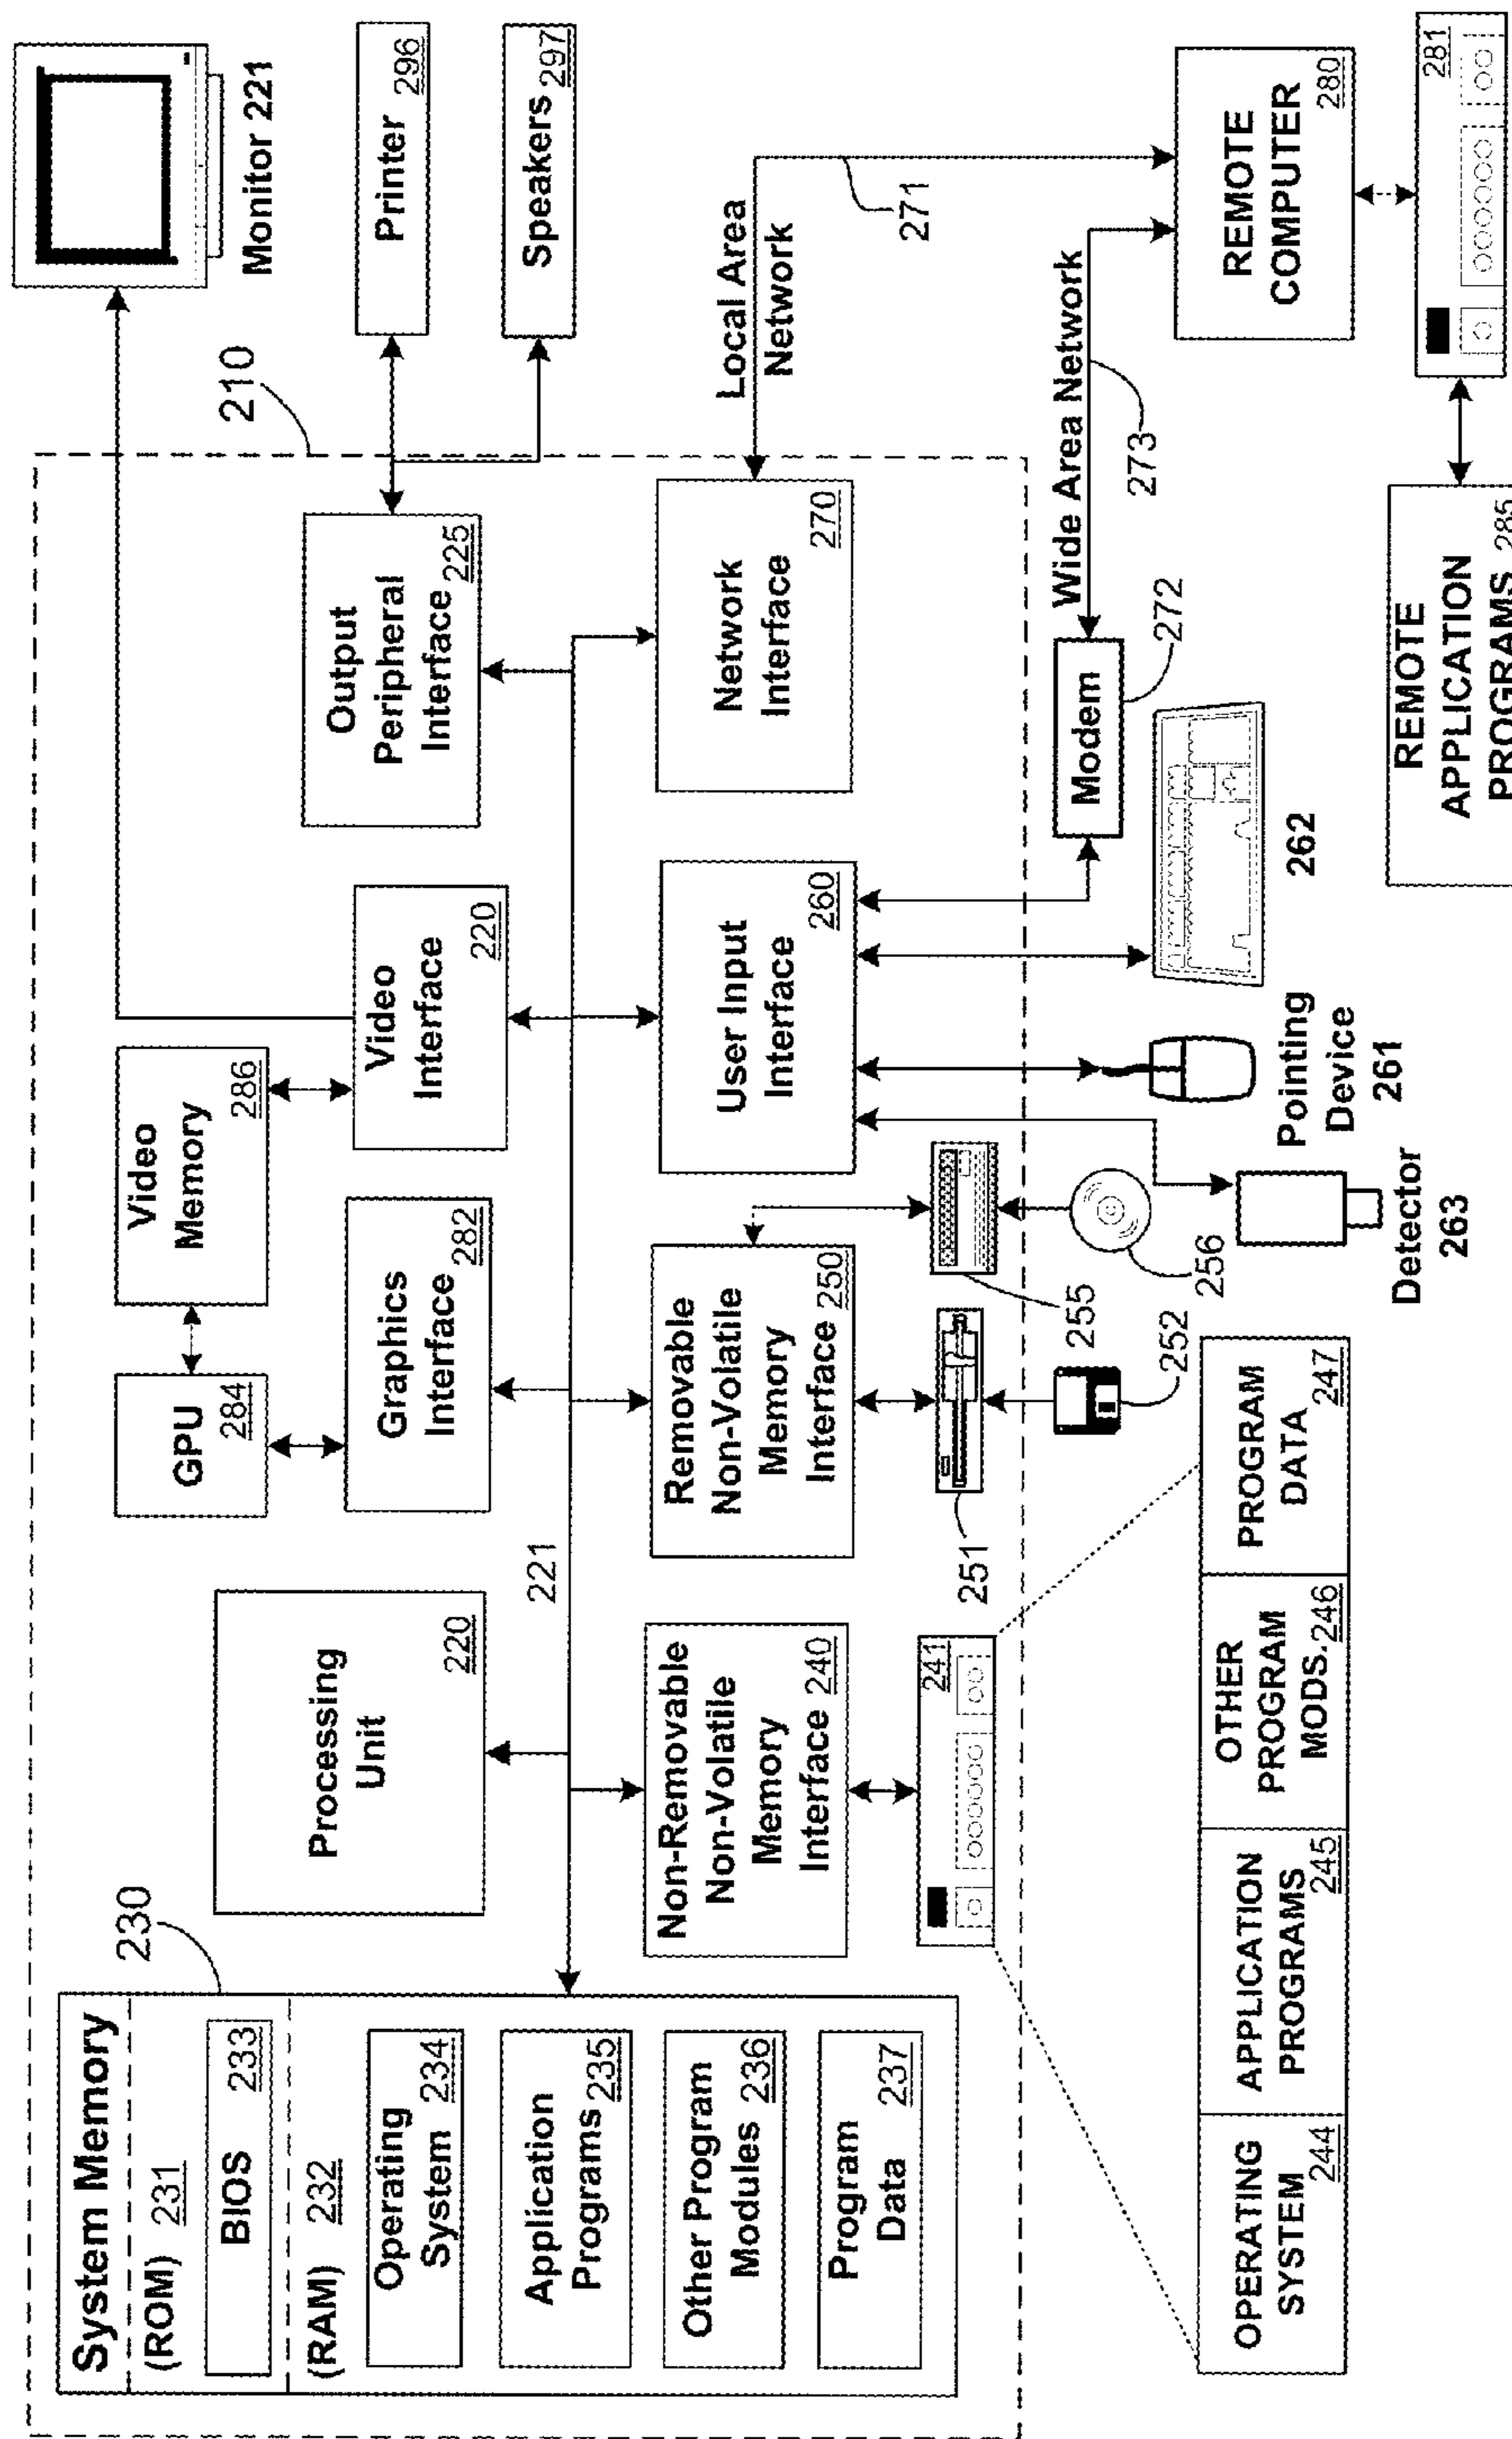 System Memory
(ROM) 231
BIOS 233
(RAM) 232
Operating
System 234
Application
Programs 235
Other Program
Modules 236
Program
Data 237
230
Processing
Unit
220
GPU
284
Video
Memory
286
Graphics
Interface
282
Video
Interface
220
Output
Peripheral
Interface
225
210
Monitor 221
Printer
296
Speakers
297
221
Non-Removable
Non-Volatile
Memory
Interface 240
Removable
Non-Volatile
Memory
Interface 250
User Input
Interface
260
Network
Interface
270
Local Area
Network
271
241
251
255
252
256
Detector
263
Pointing
Device
261
262
Modem
272
Wide Area Network
273
REMOTE
COMPUTER
280
281
OPERATING
SYSTEM 244
APPLICATION
PROGRAMS
245
OTHER
PROGRAM
MODS. 246
PROGRAM
DATA
247
REMOTE
APPLICATION
PROGRAMS 285